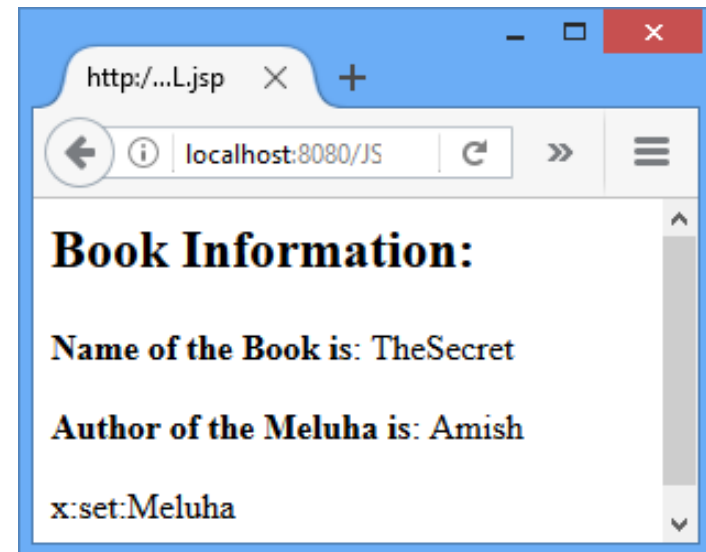 http:/...L.jsp
localhost:8080/JS
Book Information:
Name of the Book is: TheSecret
Author of the Meluha is: Amish
x:set:Meluha